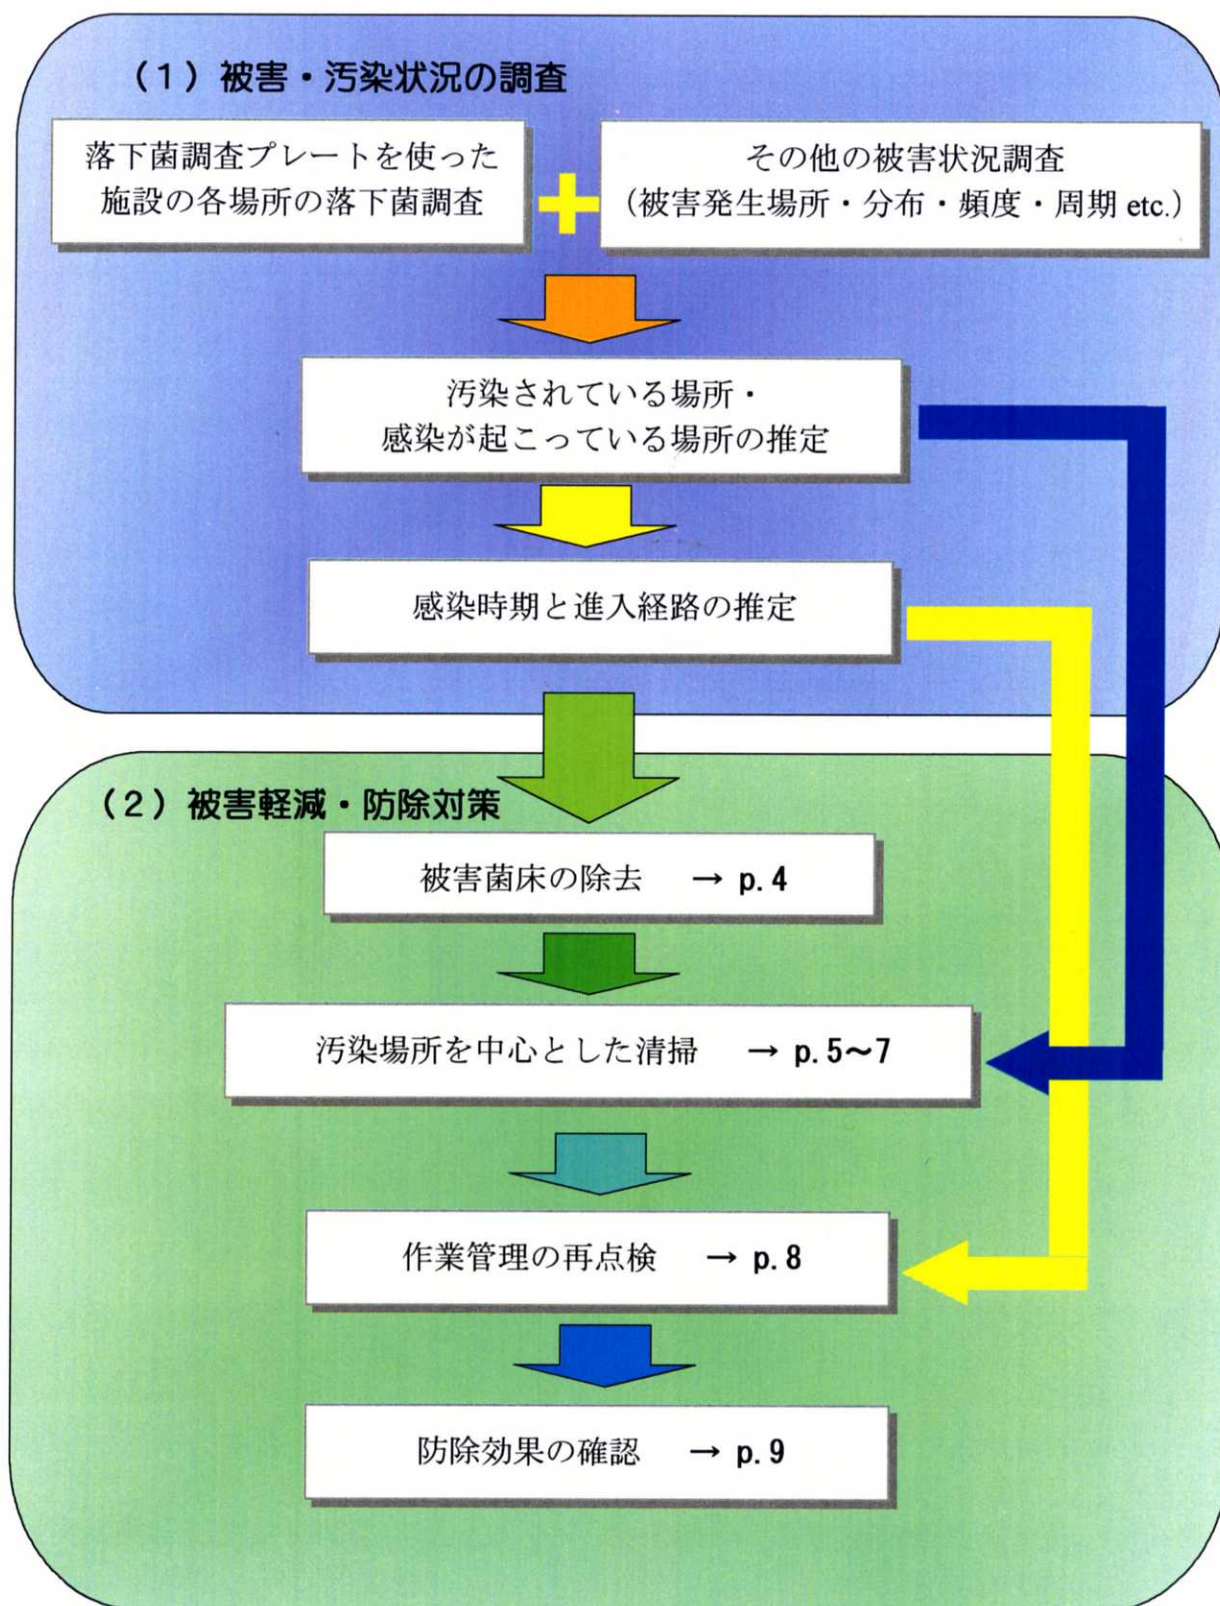 （1）被害・汚染状況の調査
落下菌調査プレートを使った
施設の各場所の落下菌調査
その他の被害状況調査
（被害発生場所・分布・頻度・周期 etc.）
汚染されている場所・
感染が起こっている場所の推定
感染時期と進入経路の推定
（2）被害軽減・防除対策
被害菌床の除去　→ p. 4
汚染場所を中心とした清掃　→ p. 5～7
作業管理の再点検　→ p. 8
防除効果の確認　→ p. 9